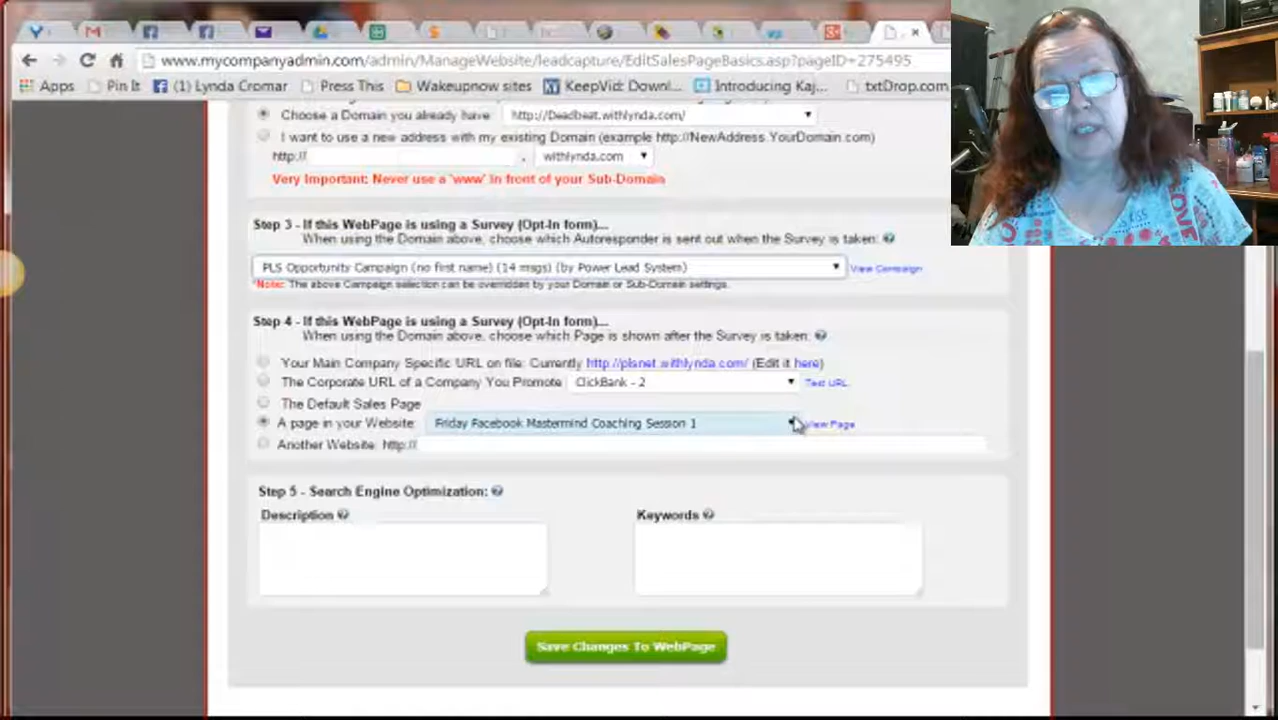 www.mycompanyadmin.com/admin/ManageWebsite/leadcapture/EditSalesPageBasics.asp?pageID=275495
Apps Pin It (1) Lynda Cromar Press This Wakeupnow sites KeepVid: Downl... Introducing Kaj... txtDrop.com
Choose a Domain you already have: http://Deadbeat.withlynda.com/
I want to use a new address with my existing Domain (example http://NewAddress.YourDomain.com)
http:// . withlynda.com
Very Important: Never use a 'www' in front of your Sub-Domain
Step 3 - If this WebPage is using a Survey (Opt-In form)...
When using the Domain above, choose which Autoresponder is sent out when the Survey is taken:
PLS Opportunity Campaign (no first name) (14 msgs) (by Power Lead System) View Campaign
*Note: The above Campaign selection can be overridden by your Domain or Sub-Domain settings.
Step 4 - If this WebPage is using a Survey (Opt-In form)...
When using the Domain above, choose which Page is shown after the Survey is taken:
Your Main Company Specific URL on file: Currently http://plsnet.withlynda.com/ (Edit it here)
The Corporate URL of a Company You Promote ClickBank - 2 Test URL
The Default Sales Page
A page in your Website: Friday Facebook Mastermind Coaching Session 1 View Page
Another Website: http://
Step 5 - Search Engine Optimization:
Description Keywords
Save Changes To WebPage
KISS
LOVE